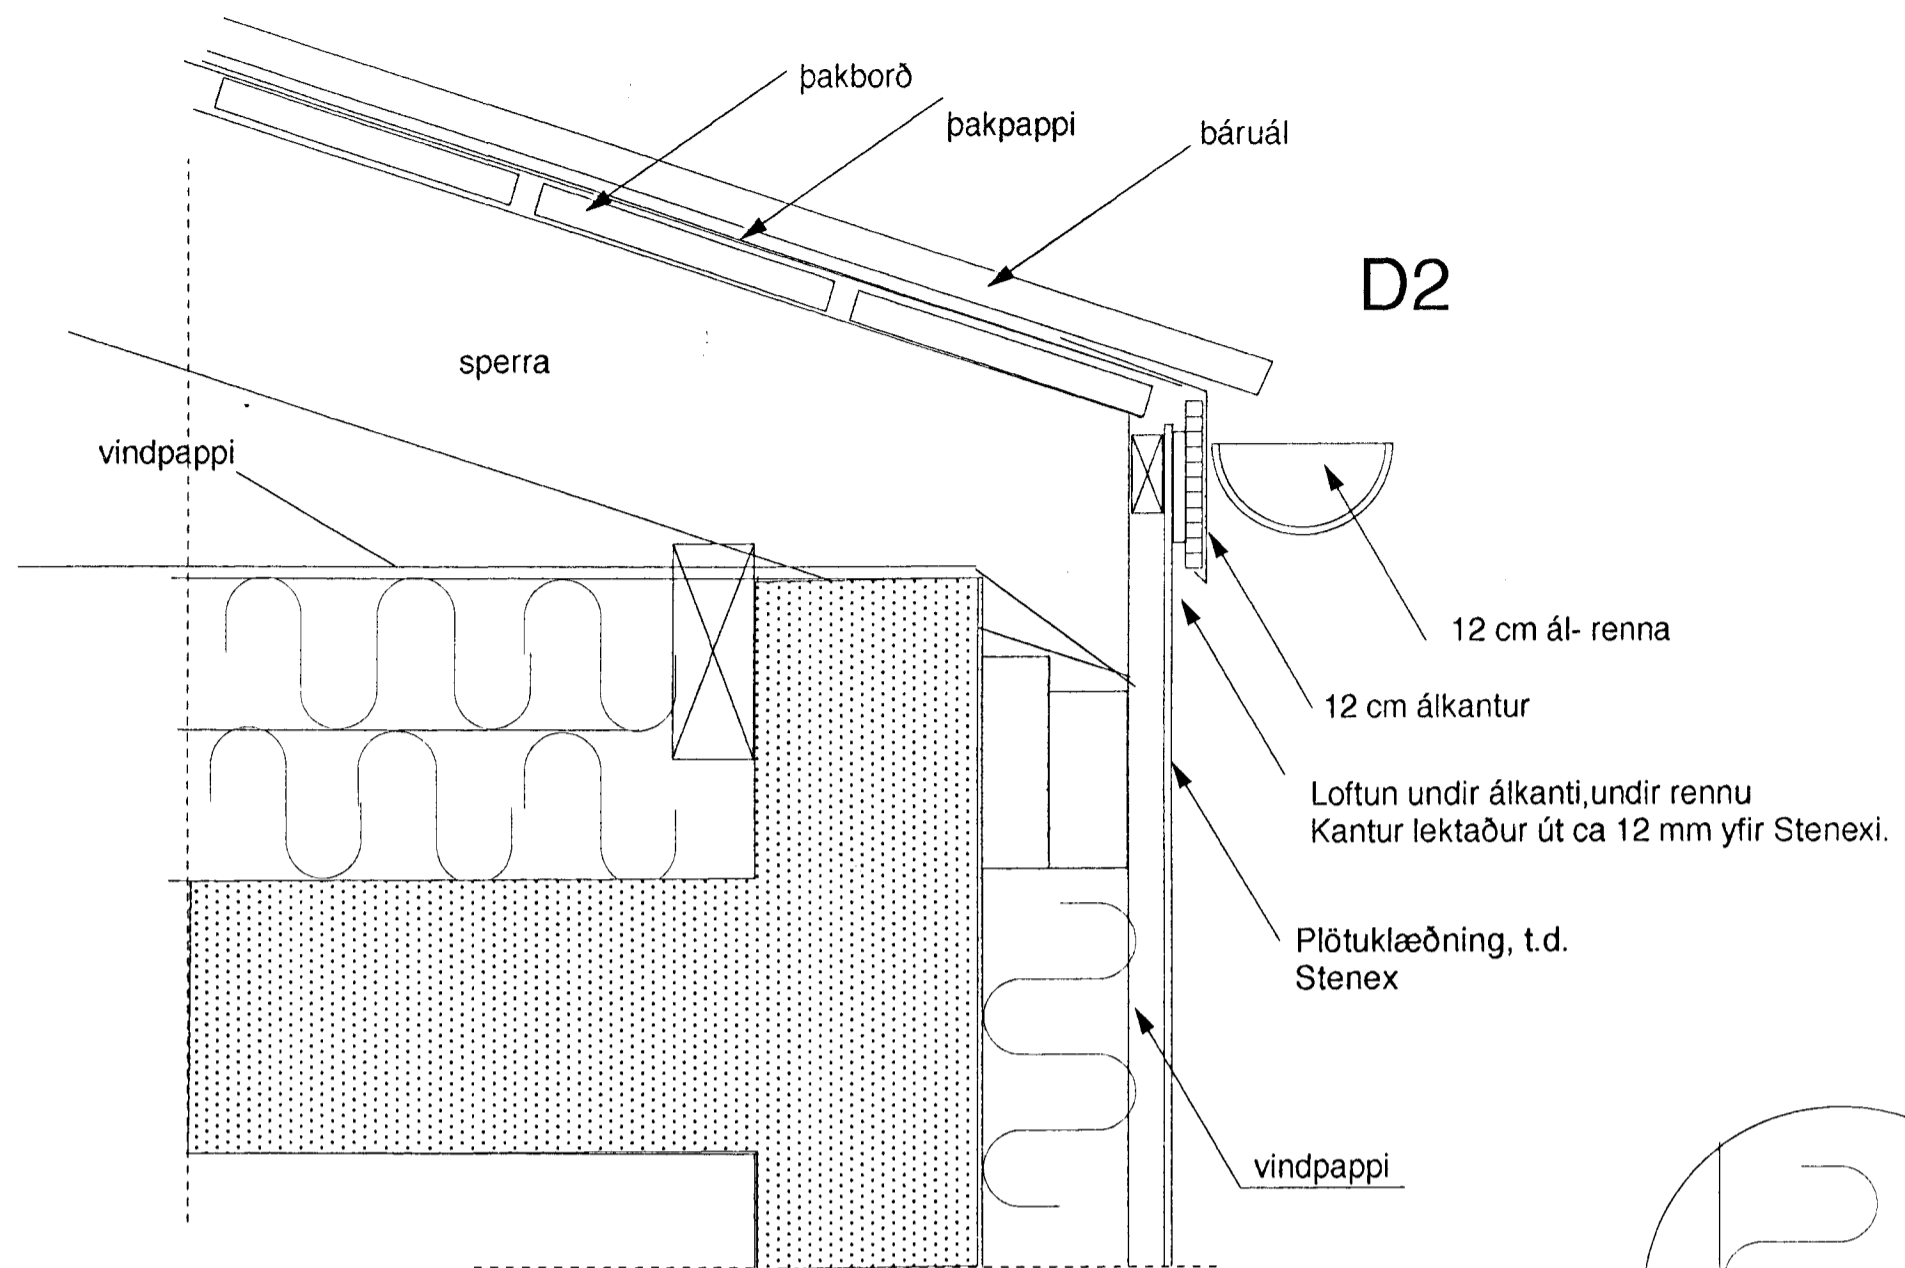 þakborð
þakpappi
báruál
D2
sperra
vindpappi
12 cm ál- renna
12 cm álkantur
Loftun undir álkanti,undir rennu
Kantur lektaður út ca 12 mm yfir Stenexi.
Plötuklæðning, t.d.
Stenex
vindpappi